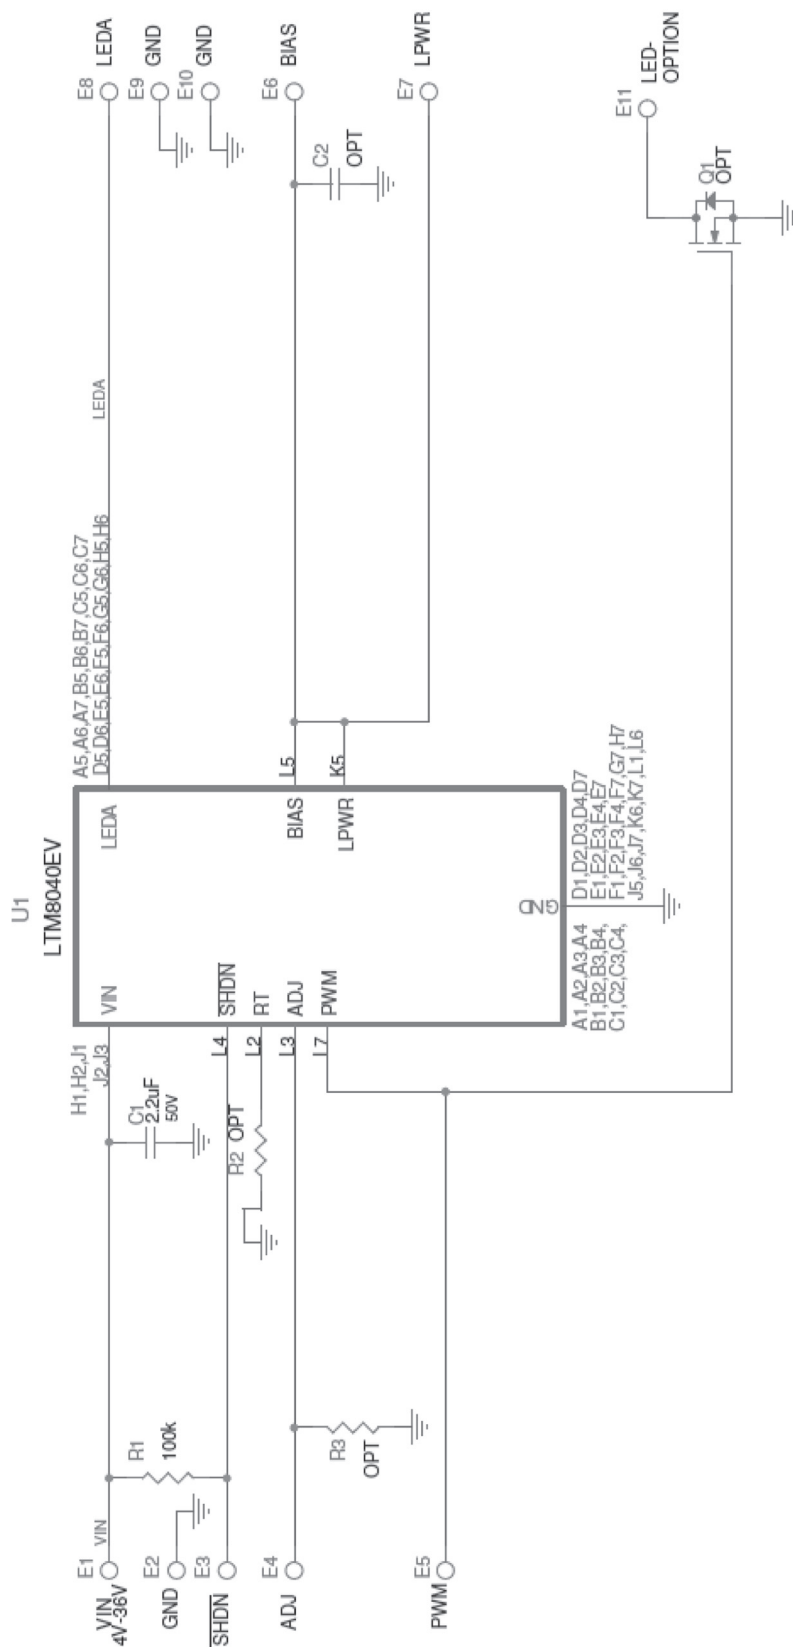 U1
LTM8040EV
E1
VIN
4V-36V
VIN
R1
100k
E2
GND
E3
SHDN
E4
ADJ
R3
OPT
E5
PWM
H1,H2,J1
J2,J3
C1
2.2uF
50V
R2
OPT
L4
L2
L3
L7
VIN
SHDN
RT
ADJ
PWM
LEDA
BIAS
LPWR
GND
A1,A2,A3,A4
B1,B2,B3,B4,
C1,C2,C3,C4,
D1,D2,D3,D4,D7
E1,E2,E3,E4,E7
F1,F2,F3,F4,F7,G7,H7
J5,J6,J7,K6,K7,L1,L6
A5,A6,A7,B5,B6,B7,C5,C6,C7
D5,D6,E5,E6,F5,F6,G5,G6,H5,H6
L5
K5
LEDA
E8
LEDA
E9
GND
E10
GND
E6
BIAS
C2
OPT
E7
LPWR
E11
LED-
OPTION
Q1
OPT